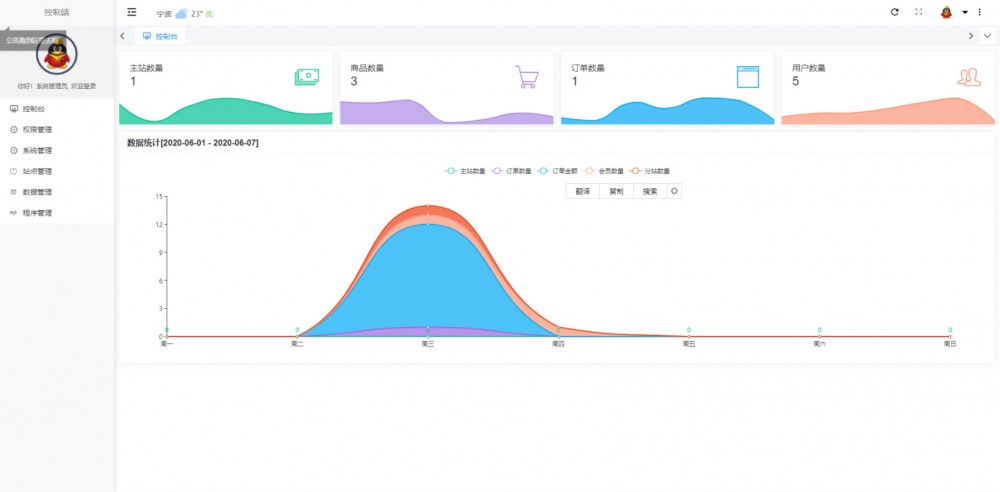 控制端
宁波 23° 优
控制台
你好！系统管理员, 欢迎登录
控制台
权限管理
系统管理
站点管理
数据管理
程序管理
主站数量
1
商品数量
3
订单数量
1
用户数量
5
数据统计[2020-06-01 - 2020-06-07]
主站数量 订单数量 订单金额 会员数量 分站数量
翻译 复制 搜索
15
12
9
6
3
0
0 0 0 0 0 0 0
周一 周二 周三 周四 周五 周六 周日